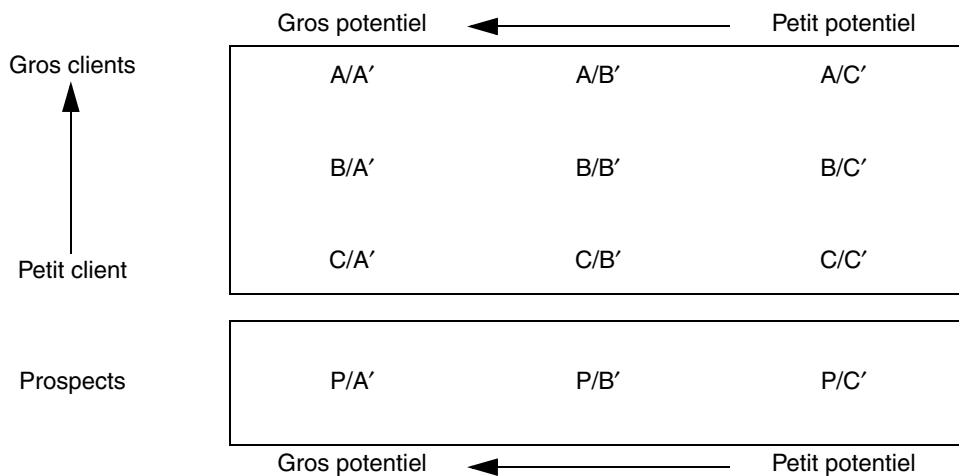 Gros potentiel Petit potentiel
Gros clients A/A′ A/B′ A/C′
B/A′ B/B′ B/C′
Petit client C/A′ C/B′ C/C′
Prospects P/A′ P/B′ P/C′
Gros potentiel Petit potentiel